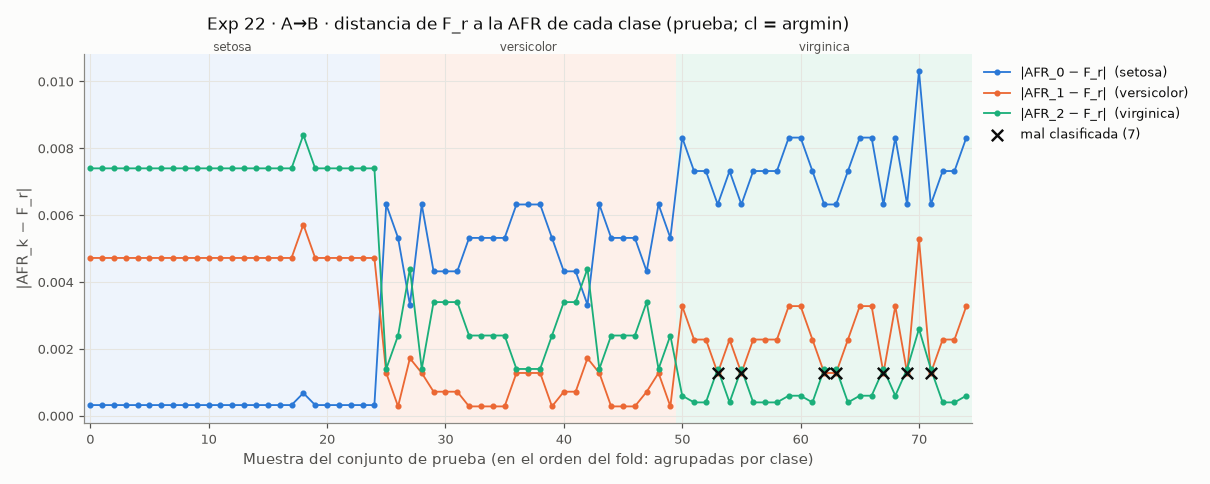 Exp 22 · A→B · distancia de F_r a la AFR de cada clase (prueba; cl = argmin)
setosa
versicolor
virginica
|AFR_0 − F_r| (setosa)
|AFR_1 − F_r| (versicolor)
|AFR_2 − F_r| (virginica)
mal clasificada (7)
|AFR_k − F_r|
0.010
0.008
0.006
0.004
0.002
0.000
0
10
20
30
40
50
60
70
Muestra del conjunto de prueba (en el orden del fold: agrupadas por clase)